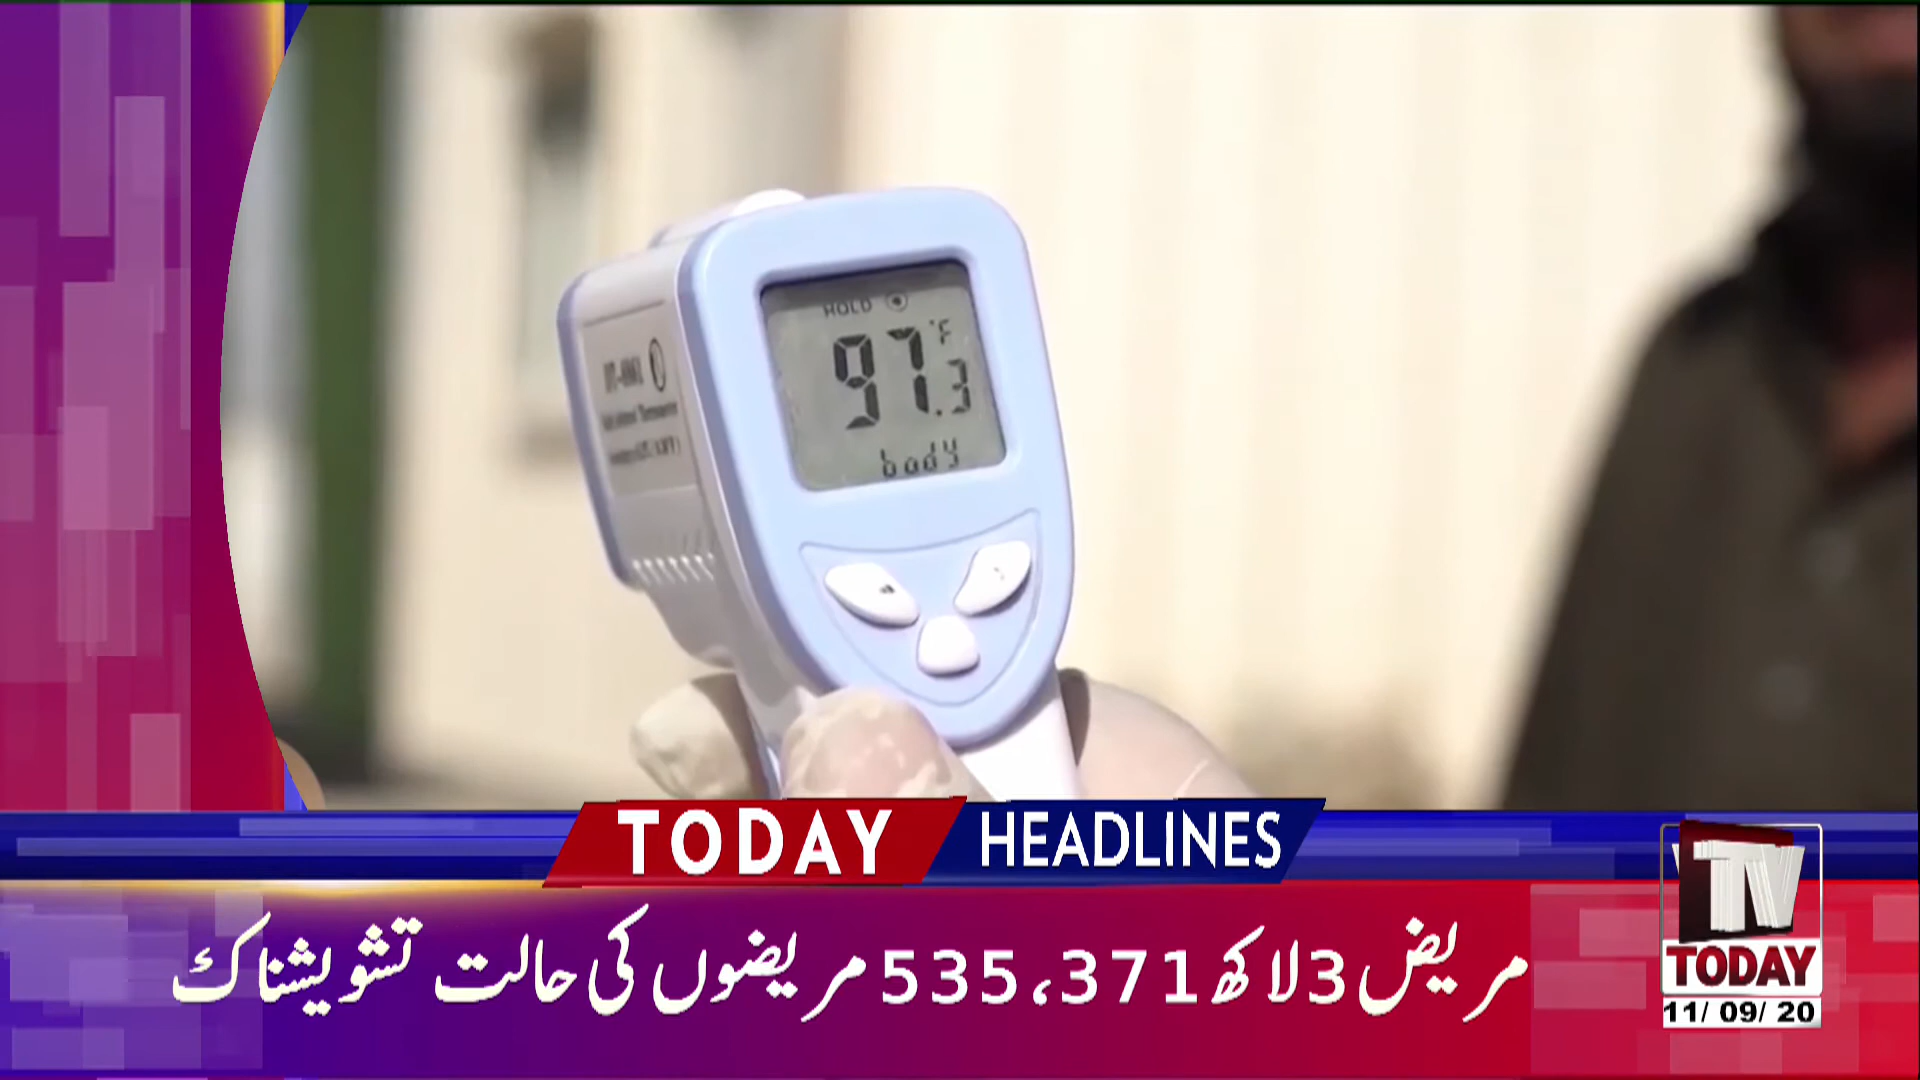 HOLD
°F
97.3
body
TODAY HEADLINES
مریض 3 لاکھ 371، 535 مریضوں کی حالت تشویشناک
TV
TODAY
11/ 09/ 20